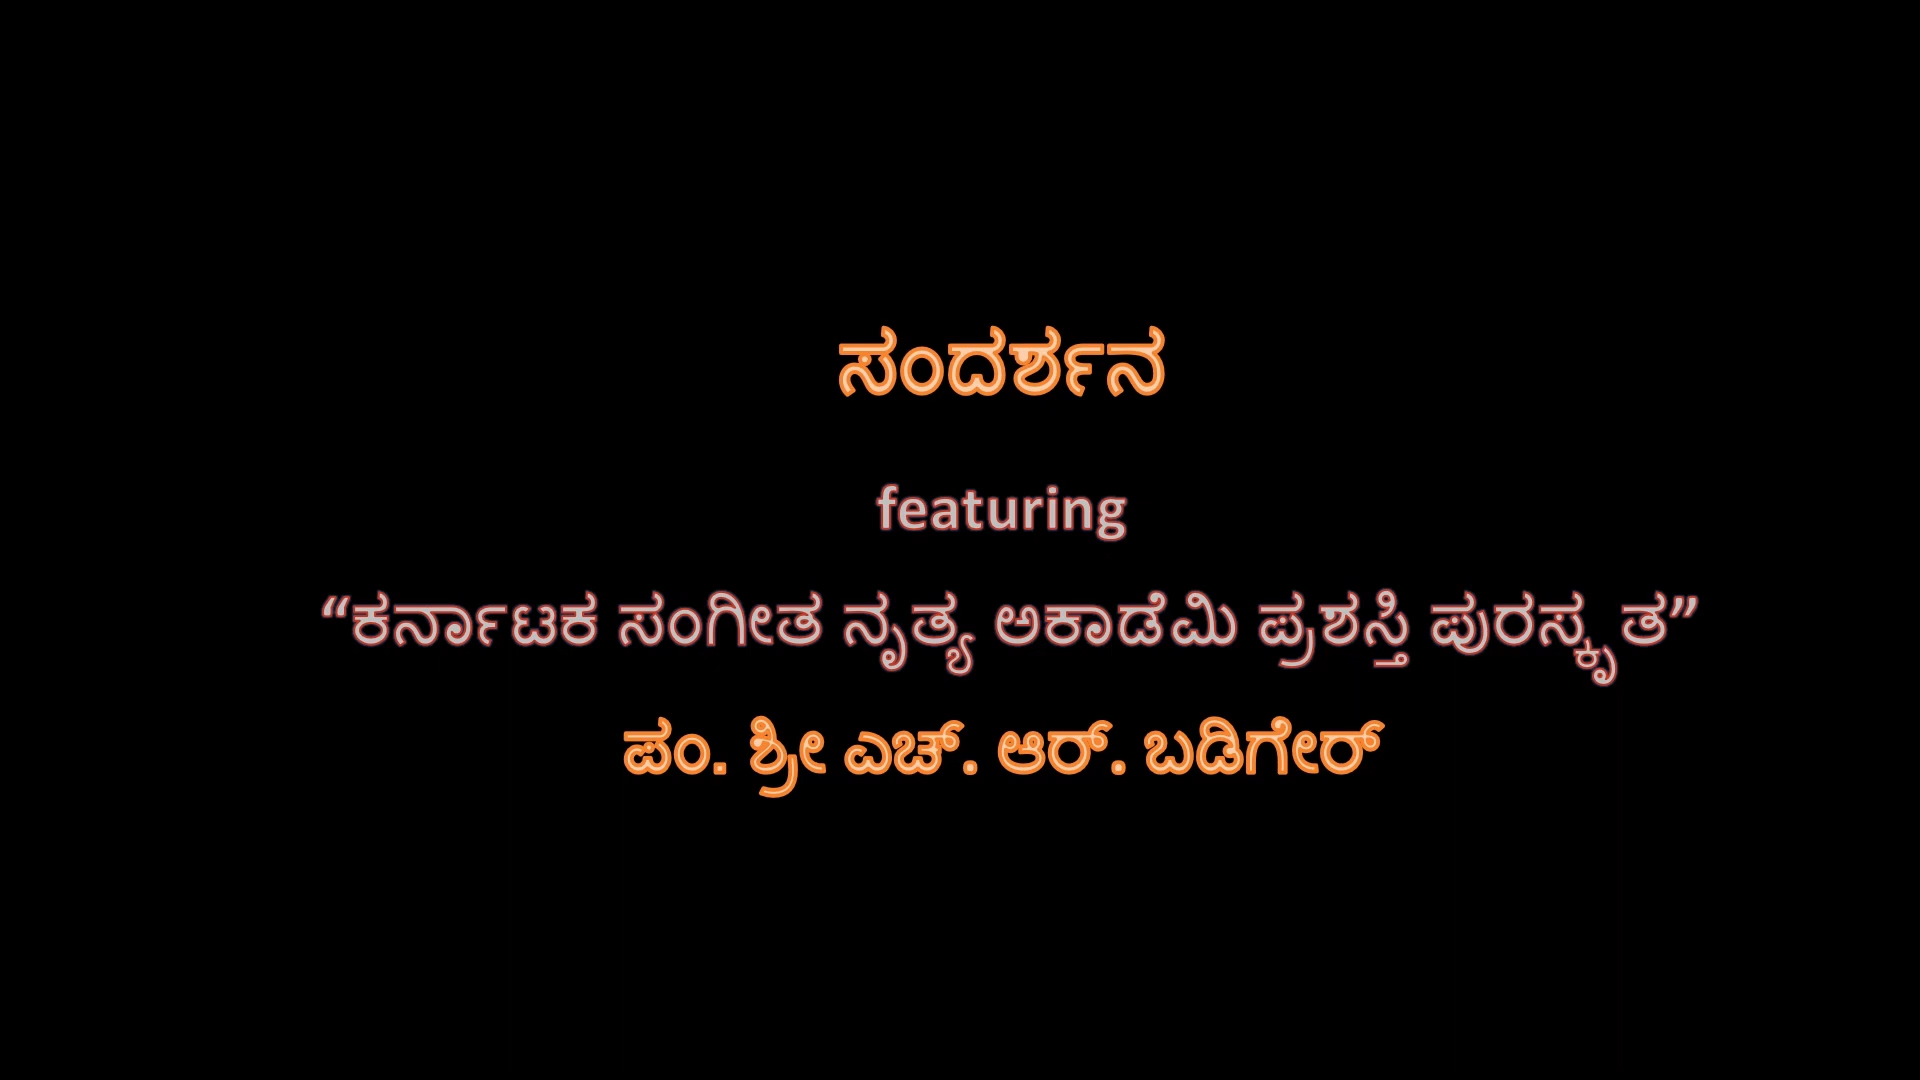 ಸಂದರ್ಶನ
featuring
“ಕರ್ನಾಟಕ ಸಂಗೀತ ನೃತ್ಯ ಅಕಾಡೆಮಿ ಪ್ರಶಸ್ತಿ ಪುರಸ್ಕೃತ”
ಪಂ. ಶ್ರೀ ಎಚ್. ಆರ್. ಬಡಿಗೇರ್